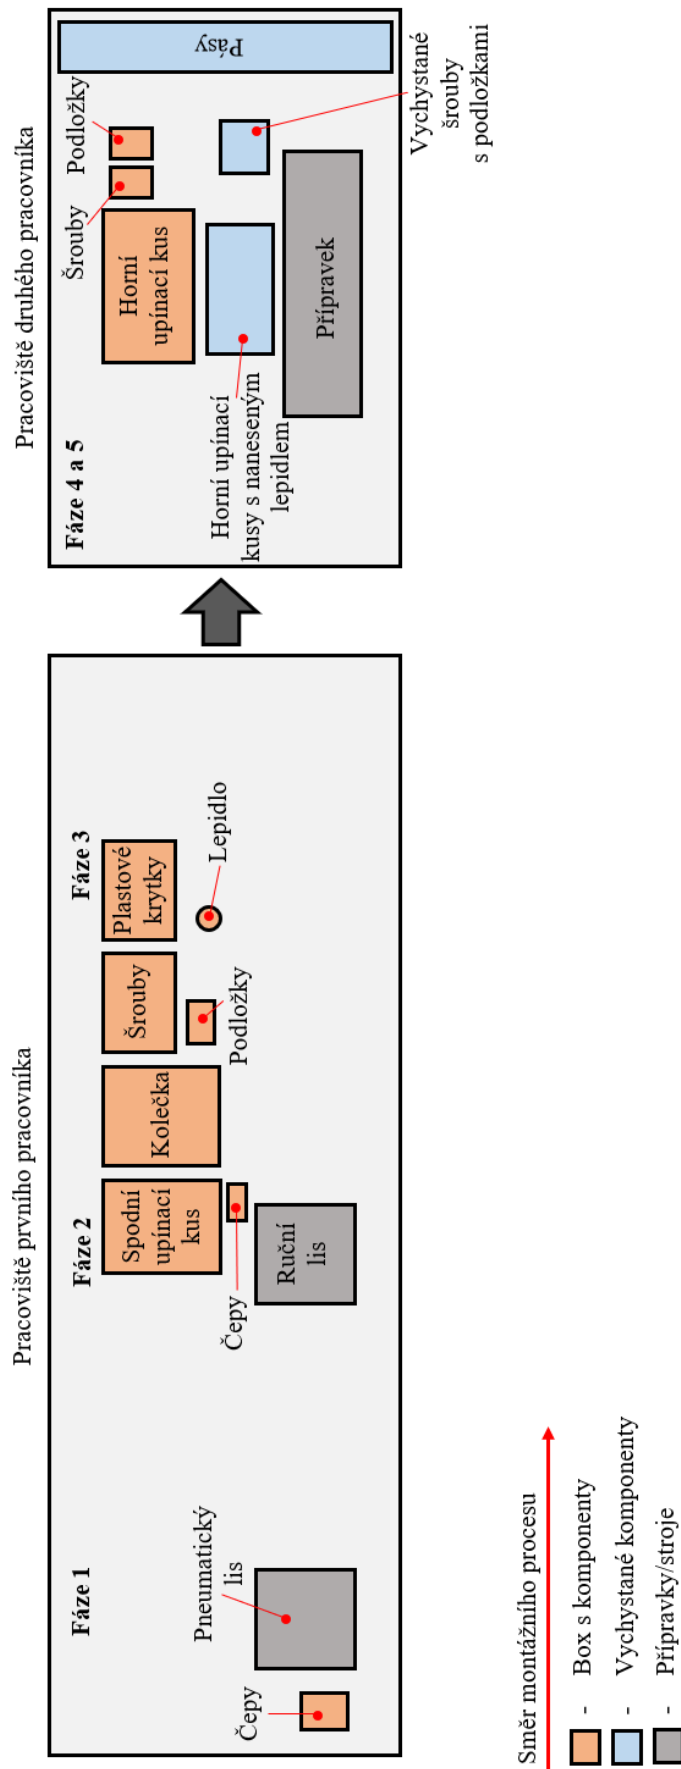 Pracoviště prvního pracovníka
Fáze 1
Čepy
Pneumatický
lis
Fáze 2
Spodní
upínací
kus
Čepy
Ruční
lis
Kolečka
Fáze 3
Šrouby
Podložky
Plastové
krytky
Lepidlo
Pracoviště druhého pracovníka
Fáze 4 a 5
Horní
upínací kus
Šrouby
Podložky
Horní upínací
kusy s naneseným
lepidlem
Přípravek
Vychystané
šrouby
s podložkami
Pásy
Směr montážního procesu
- Box s komponenty
- Vychystané komponenty
- Přípravky/stroje